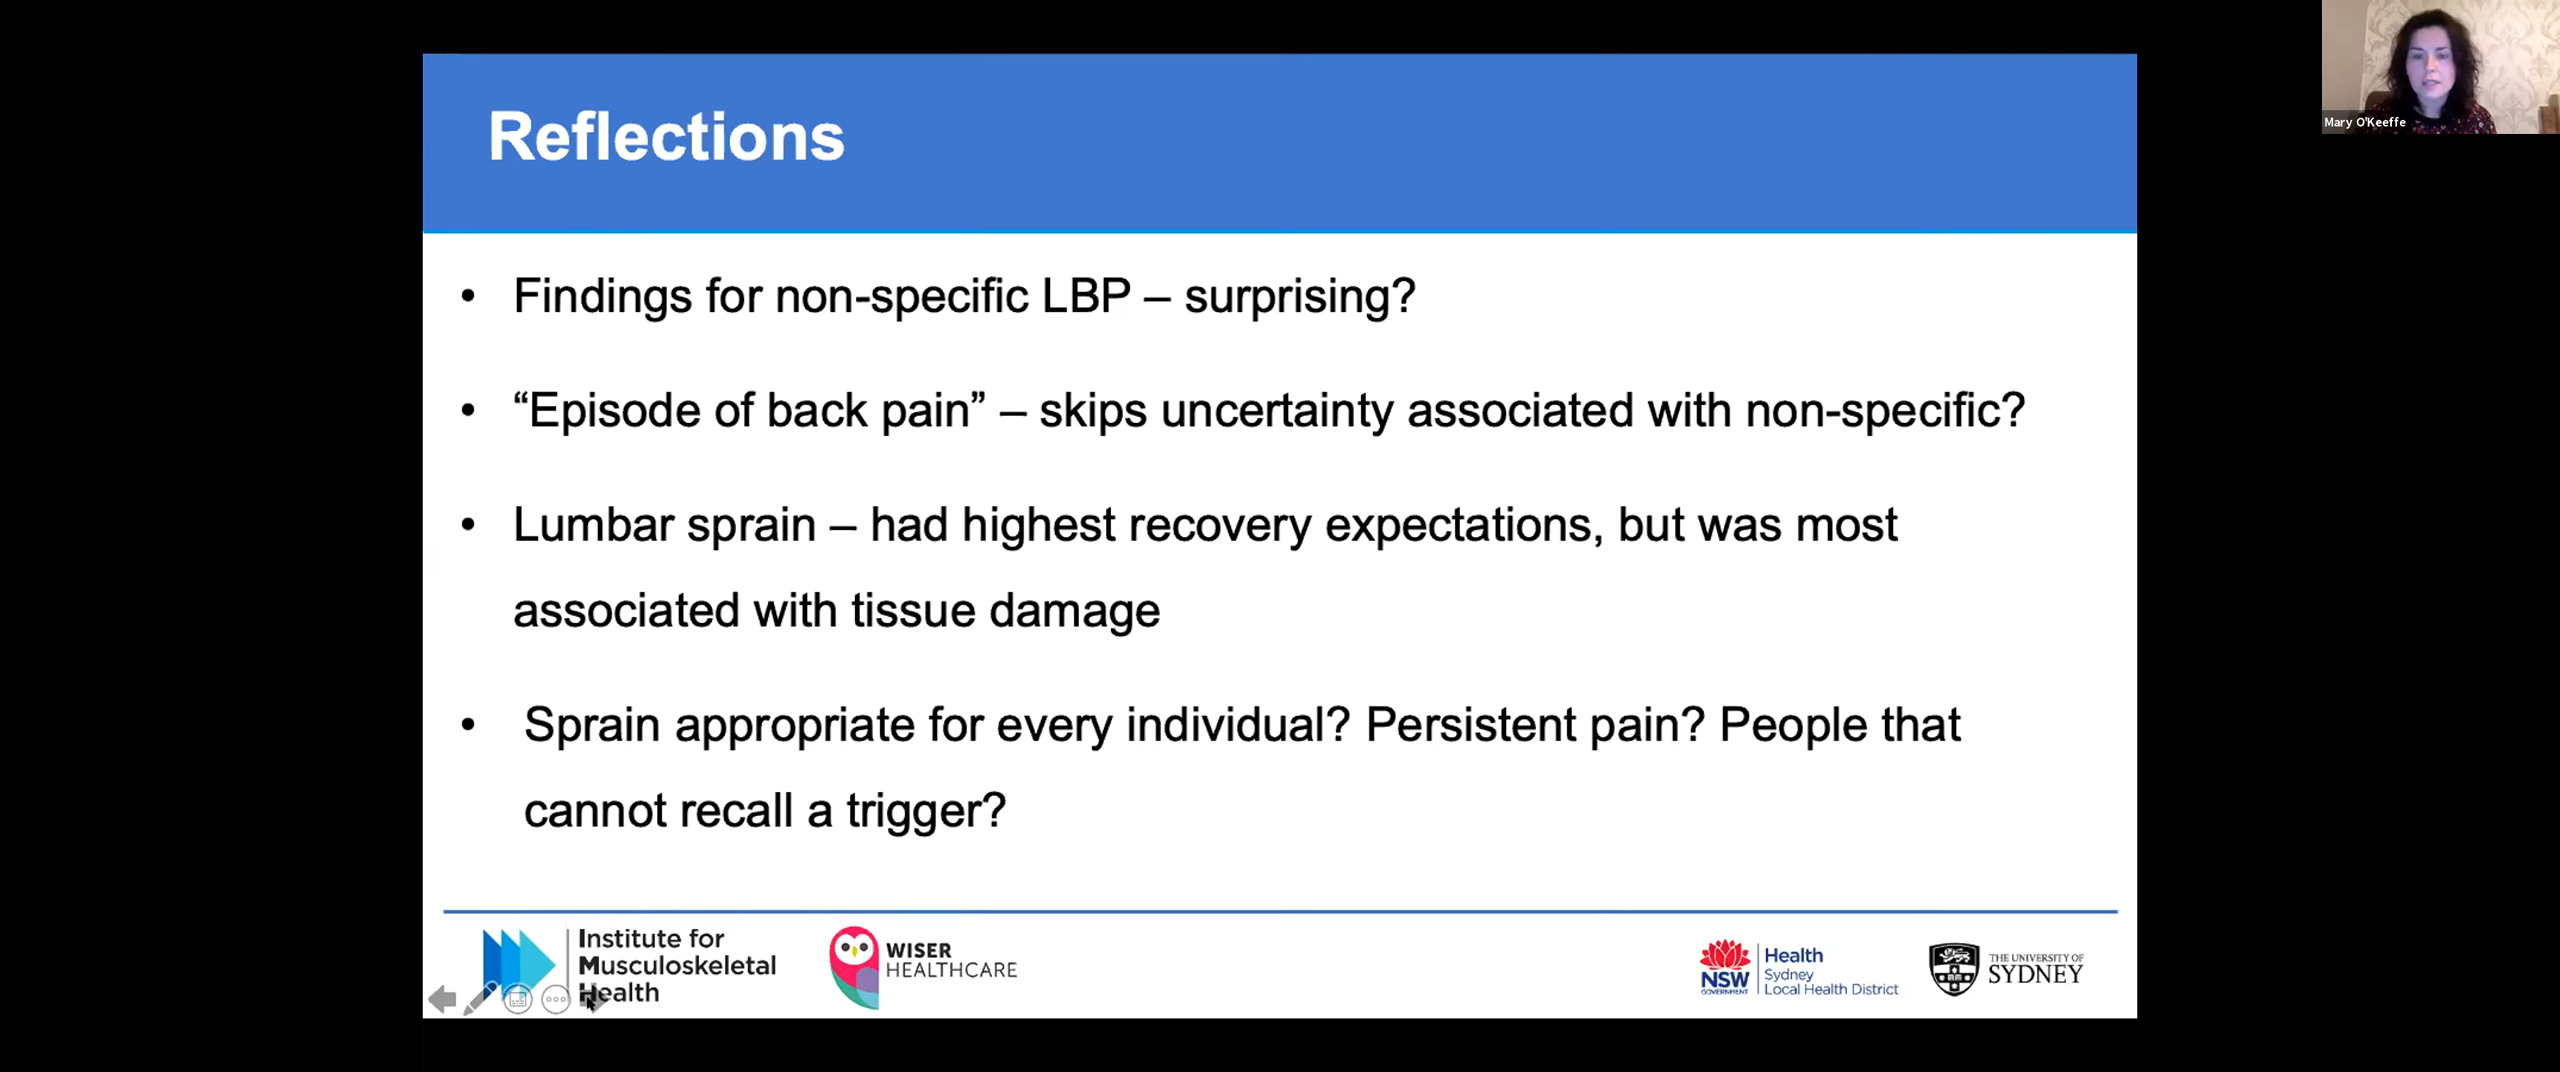 Reflections
Mary O'Keeffe
• Findings for non-specific LBP – surprising?
• “Episode of back pain” – skips uncertainty associated with non-specific?
• Lumbar sprain – had highest recovery expectations, but was most
associated with tissue damage
• Sprain appropriate for every individual? Persistent pain? People that
cannot recall a trigger?
Institute for
Musculoskeletal
Health
WISER
HEALTHCARE
NSW
GOVERNMENT
Health
Sydney
Local Health District
THE UNIVERSITY OF
SYDNEY